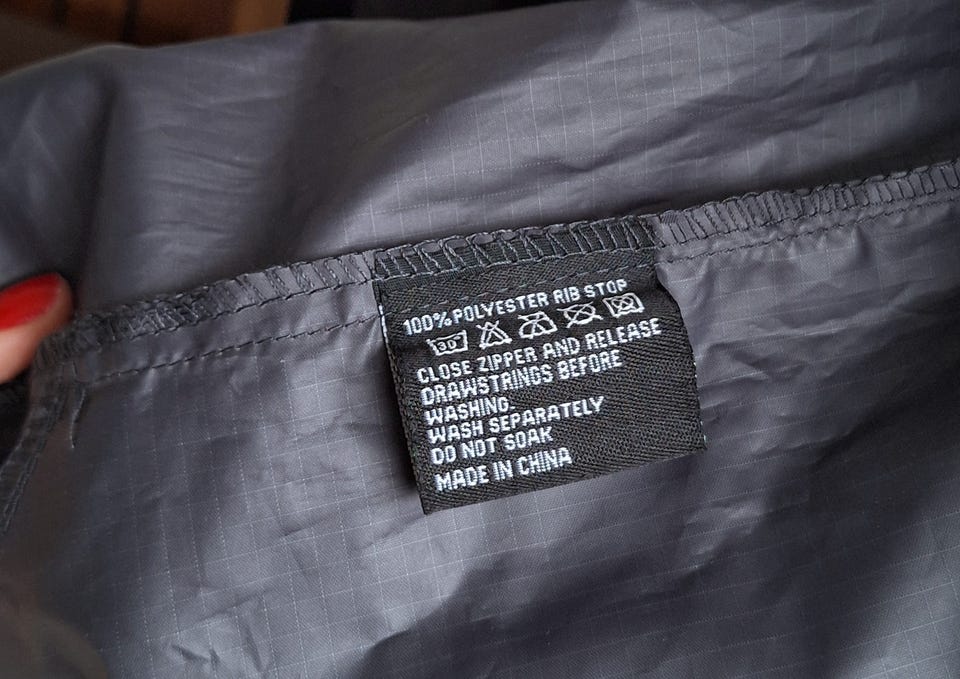 100% POLYESTER RIB STOP
30°
CLOSE ZIPPER AND RELEASE
DRAWSTRINGS BEFORE
WASHING.
WASH SEPARATELY
DO NOT SOAK
MADE IN CHINA